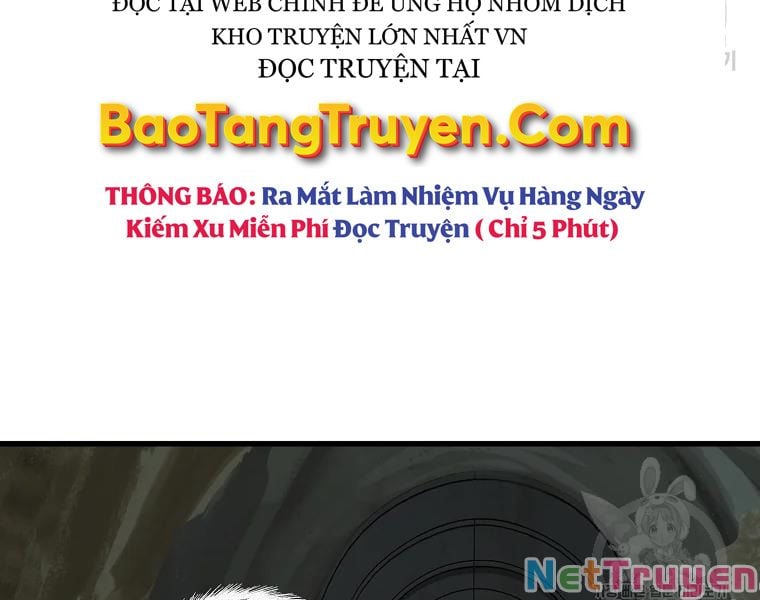 ĐỌC TẠI WEB CHÍNH ĐỂ ỦNG HỘ NHÓM DỊCH
KHO TRUYỆN LỚN NHẤT VN
ĐỌC TRUYỆN TẠI
BaoTangTruyen.Com
THÔNG BÁO: Ra Mắt Làm Nhiệm Vụ Hàng Ngày
Kiếm Xu Miễn Phí Đọc Truyện ( Chỉ 5 Phút)
NetTruyen